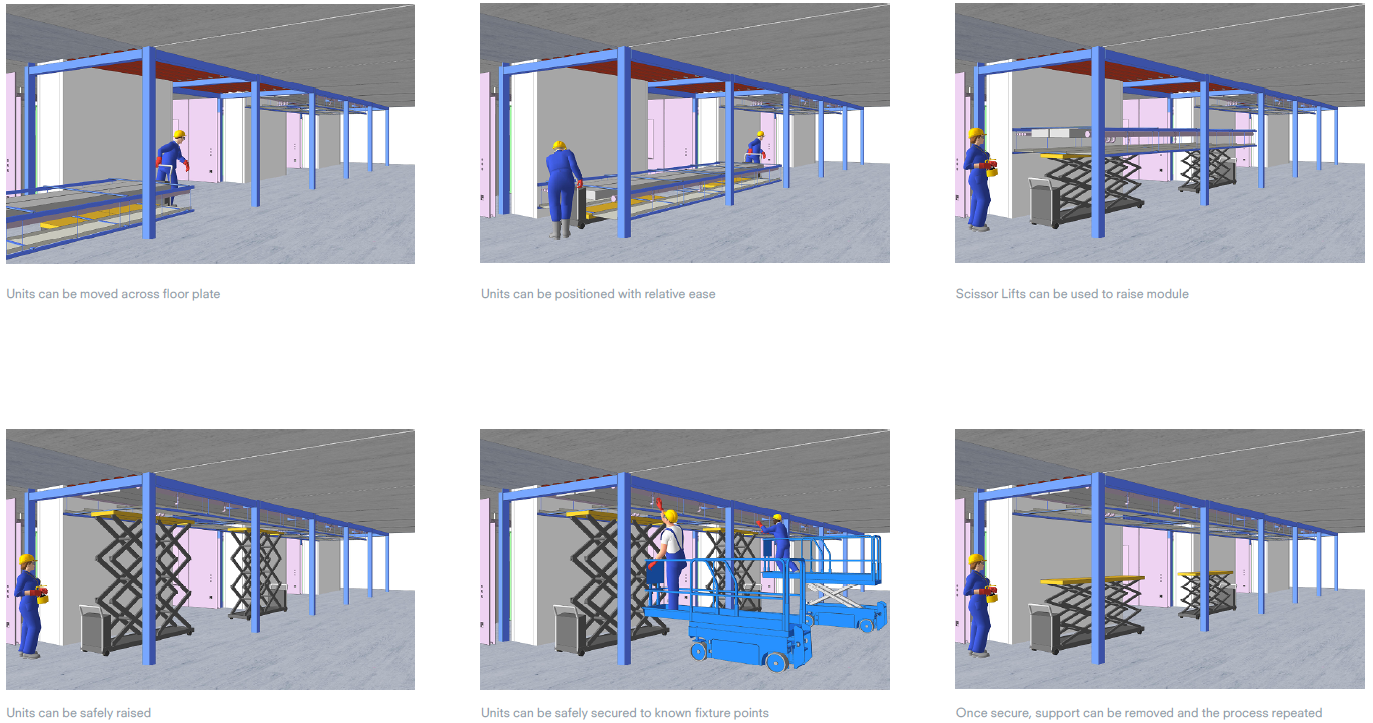 Units can be moved across floor plate
Units can be positioned with relative ease
Scissor Lifts can be used to raise module
Units can be safely raised
Units can be safely secured to known fixture points
Once secure, support can be removed and the process repeated